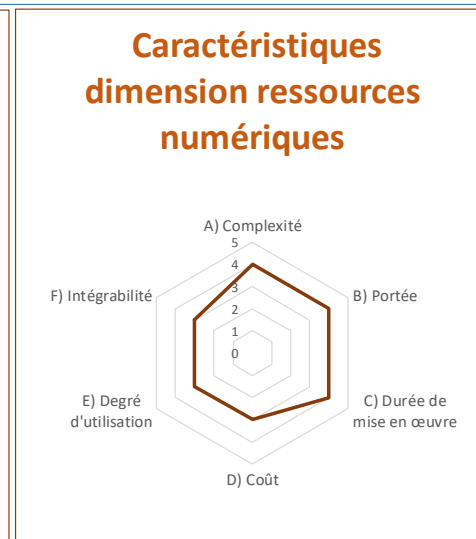 Caractéristiques
dimension ressources
numériques
A) Complexité
5
4
3
2
1
0
B) Portée
C) Durée de
mise en œuvre
D) Coût
E) Degré
d'utilisation
F) Intégrabilité